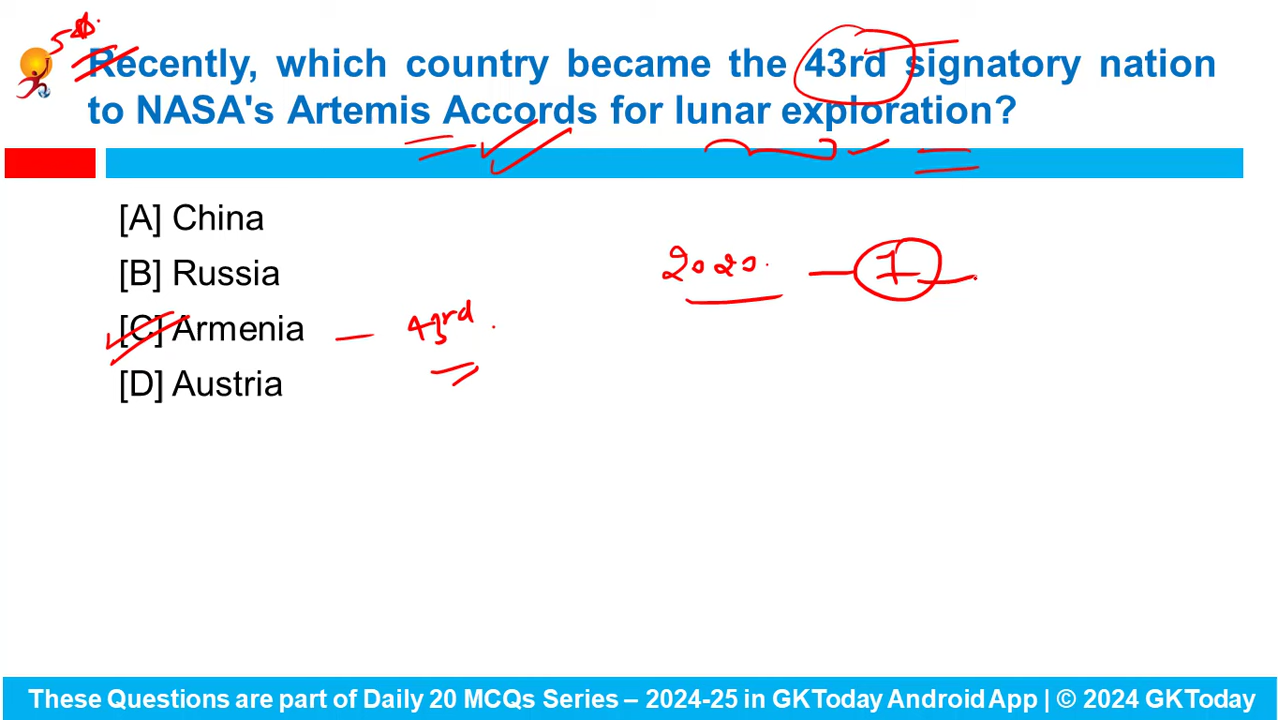 Recently, which country became the 43rd signatory nation
to NASA's Artemis Accords for lunar exploration?
[A] China
[B] Russia
2020.
[C] Armenia – 43rd
[D] Austria
These Questions are part of Daily 20 MCQs Series – 2024-25 in GKToday Android App | © 2024 GKToday